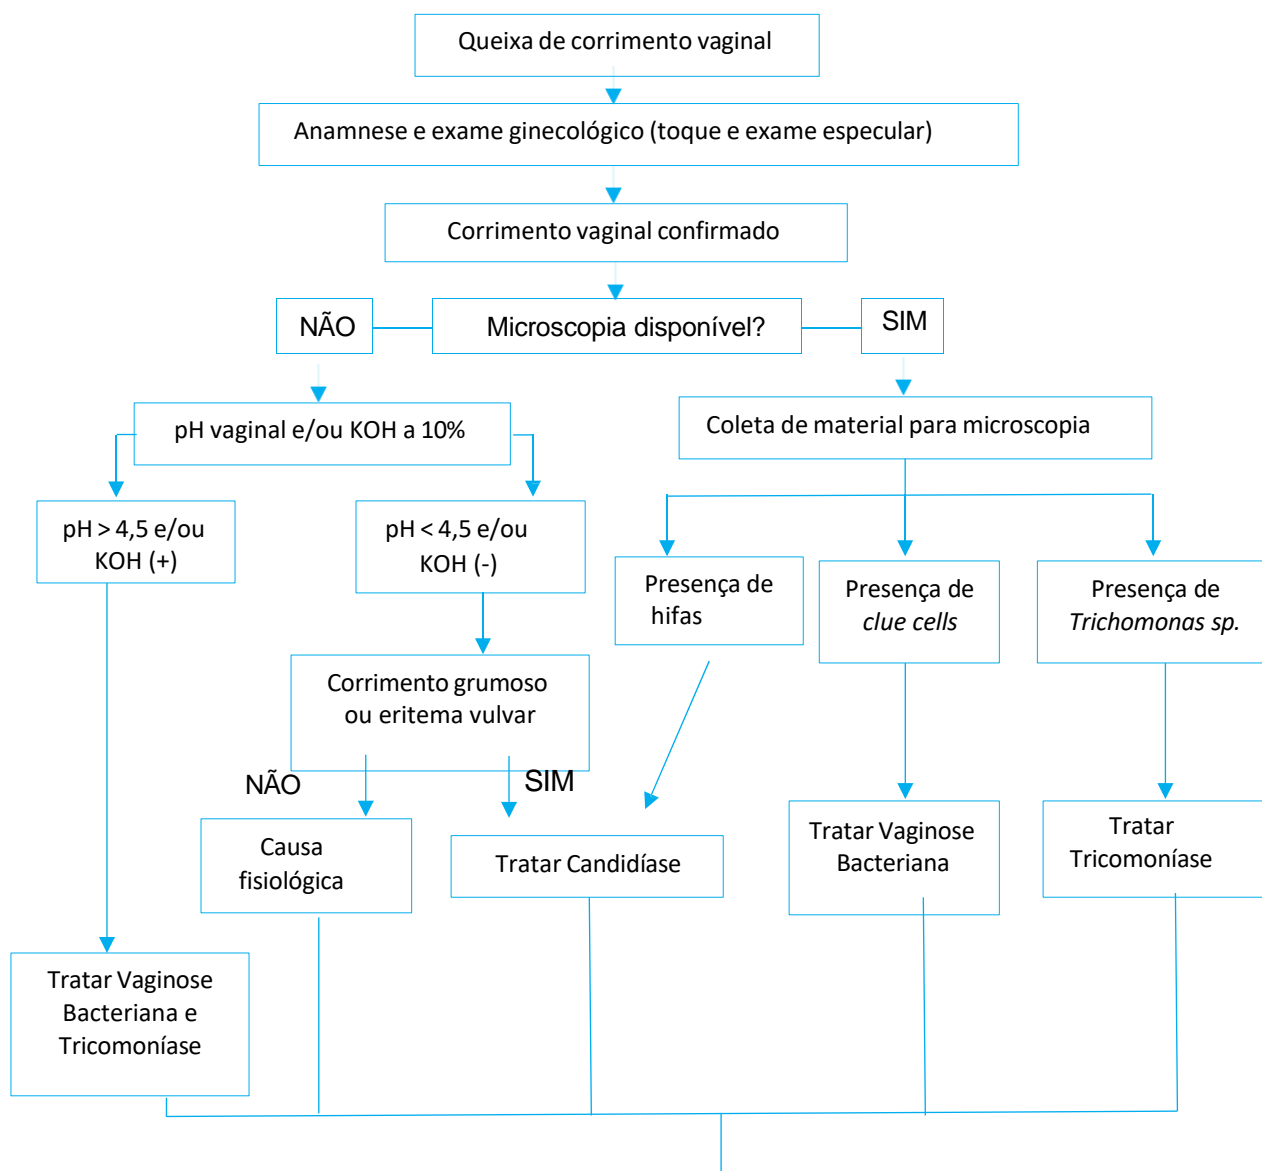 Queixa de corrimento vaginal
Anamnese e exame ginecológico (toque e exame especular)
Corrimento vaginal confirmado
NÃO
Microscopia disponível?
SIM
pH vaginal e/ou KOH a 10%
Coleta de material para microscopia
pH > 4,5 e/ou
KOH (+)
pH < 4,5 e/ou
KOH (-)
Presença de
hifas
Presença de
clue cells
Presença de
Trichomonas sp.
Corrimento grumoso
ou eritema vulvar
NÃO
SIM
Causa
fisiológica
Tratar Candidíase
Tratar Vaginose
Bacteriana
Tratar
Tricomoníase
Tratar Vaginose
Bacteriana e
Tricomoníase